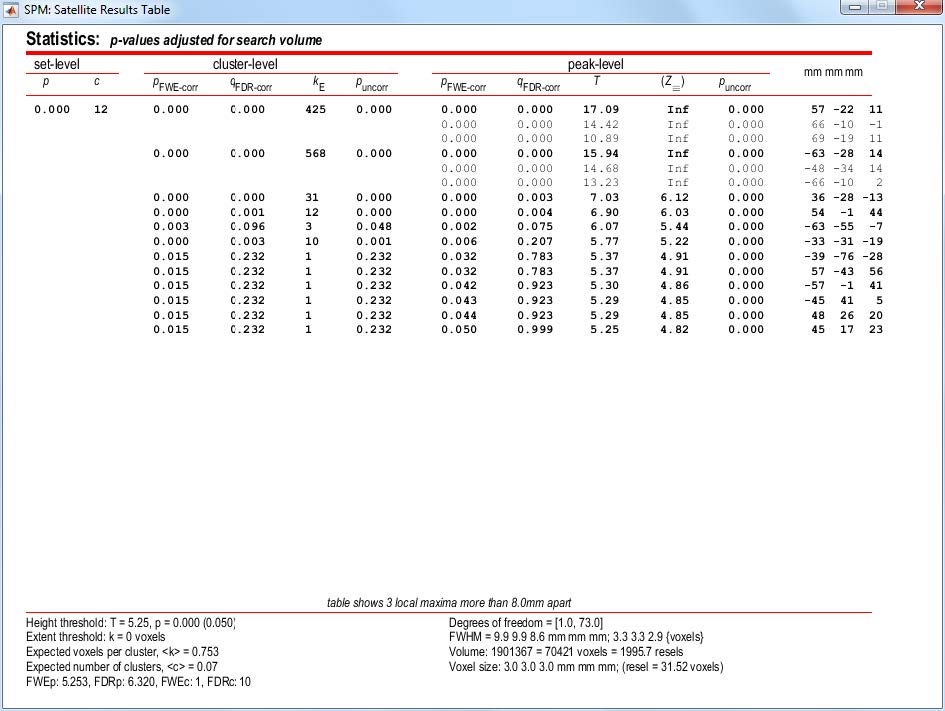 SPM: Satellite Results Table
Statistics: p-values adjusted for search volume
set-level cluster-level peak-level mm mm mm
p c pFWE-corr qFDR-corr kE puncorr pFWE-corr qFDR-corr T (Z≡) puncorr
0.000 12 0.000 0.000 425 0.000 0.000 0.000 17.09 Inf 0.000 57 -22 11
0.000 0.000 14.42 Inf 0.000 66 -10 -1
0.000 0.000 10.89 Inf 0.000 69 -19 11
0.000 0.000 568 0.000 0.000 0.000 15.94 Inf 0.000 -63 -28 14
0.000 0.000 14.68 Inf 0.000 -48 -34 14
0.000 0.000 13.23 Inf 0.000 -66 -10 2
0.000 0.000 31 0.000 0.000 0.003 7.03 6.12 0.000 36 -28 -13
0.000 0.001 12 0.000 0.000 0.004 6.90 6.03 0.000 54 -1 44
0.003 0.096 3 0.048 0.002 0.075 6.07 5.44 0.000 -63 -55 -7
0.000 0.003 10 0.001 0.006 0.207 5.77 5.22 0.000 -33 -31 -19
0.015 0.232 1 0.232 0.032 0.783 5.37 4.91 0.000 -39 -76 -28
0.015 0.232 1 0.232 0.032 0.783 5.37 4.91 0.000 57 -43 56
0.015 0.232 1 0.232 0.042 0.923 5.30 4.86 0.000 -57 -1 41
0.015 0.232 1 0.232 0.043 0.923 5.29 4.85 0.000 -45 41 5
0.015 0.232 1 0.232 0.044 0.923 5.29 4.85 0.000 48 26 20
0.015 0.232 1 0.232 0.050 0.999 5.25 4.82 0.000 45 17 23
table shows 3 local maxima more than 8.0mm apart
Height threshold: T = 5.25, p = 0.000 (0.050)
Extent threshold: k = 0 voxels
Expected voxels per cluster, <k> = 0.753
Expected number of clusters, <c> = 0.07
FWEp: 5.253, FDRp: 6.320, FWEc: 1, FDRc: 10
Degrees of freedom = [1.0, 73.0]
FWHM = 9.9 9.9 8.6 mm mm mm; 3.3 3.3 2.9 {voxels}
Volume: 1901367 = 70421 voxels = 1995.7 resels
Voxel size: 3.0 3.0 3.0 mm mm mm; (resel = 31.52 voxels)